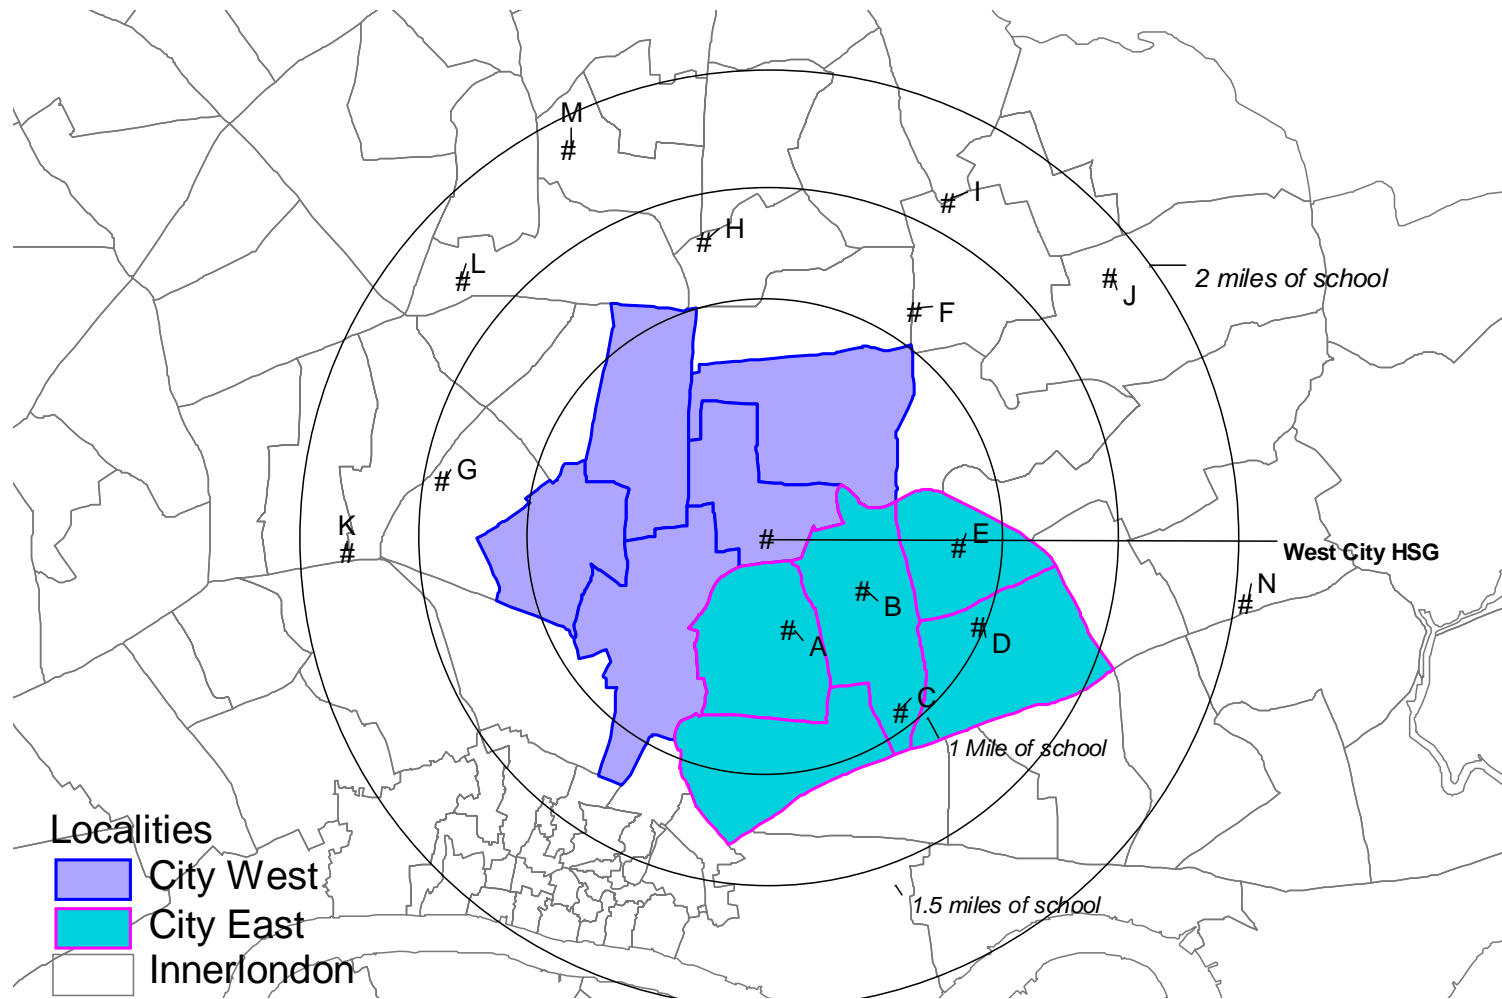 M
I
H
L
2 miles of school
J
F
G
K
E
West City HSG
N
B
D
A
C
1 Mile of school
Localities
City West
1.5 miles of school
City East
Innerlondon